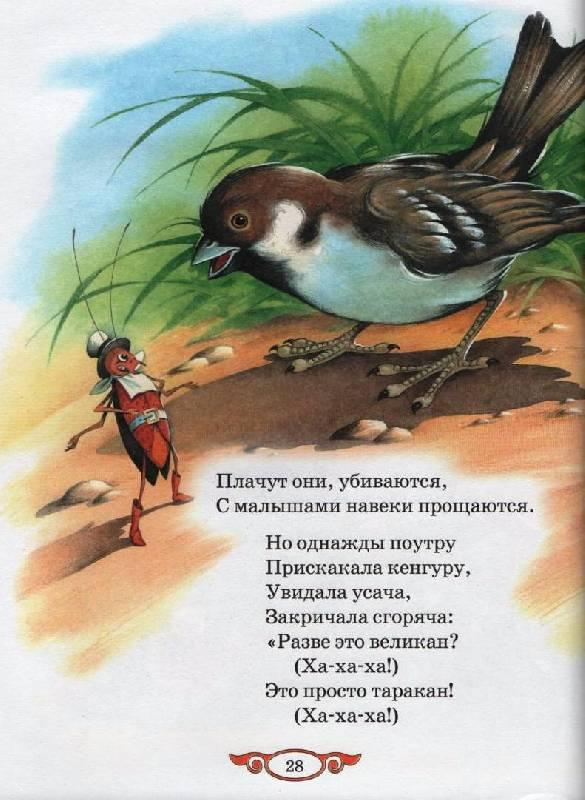 Плачут они, убиваются,
С малышами навеки прощаются.
Но однажды поутру
Прискакала кенгуру,
Увидала усача,
Закричала сгоряча:
«Разве это великан?
(Ха-ха-ха!)
Это просто таракан!
(Ха-ха-ха!)
28